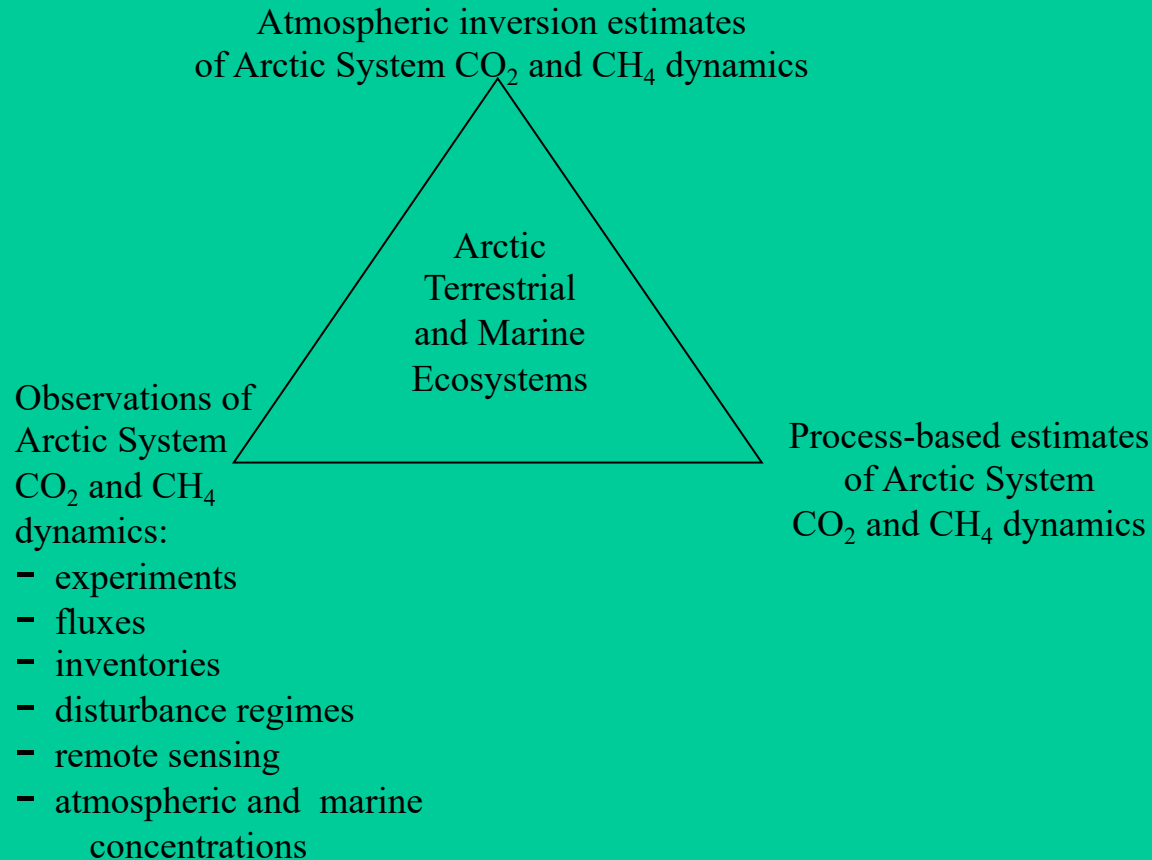 Atmospheric inversion estimates
of Arctic System CO₂ and CH₄ dynamics
Arctic
Terrestrial
and Marine
Ecosystems
Observations of
Arctic System
CO₂ and CH₄
dynamics:
- experiments
- fluxes
- inventories
- disturbance regimes
- remote sensing
- atmospheric and marine
concentrations
Process-based estimates
of Arctic System
CO₂ and CH₄ dynamics